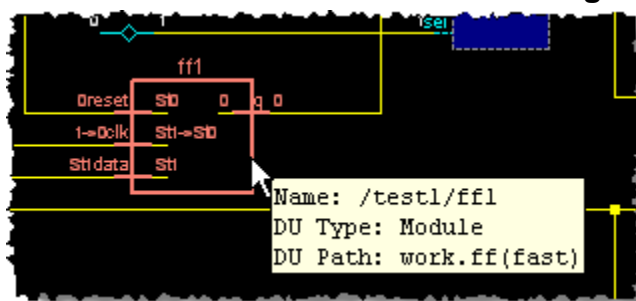 0 1 1sel
ff1
0reset St0 0 q 0
1->0clk St1->St0
St1data St1
Name: /test1/ff1
DU Type: Module
DU Path: work.ff(fast)